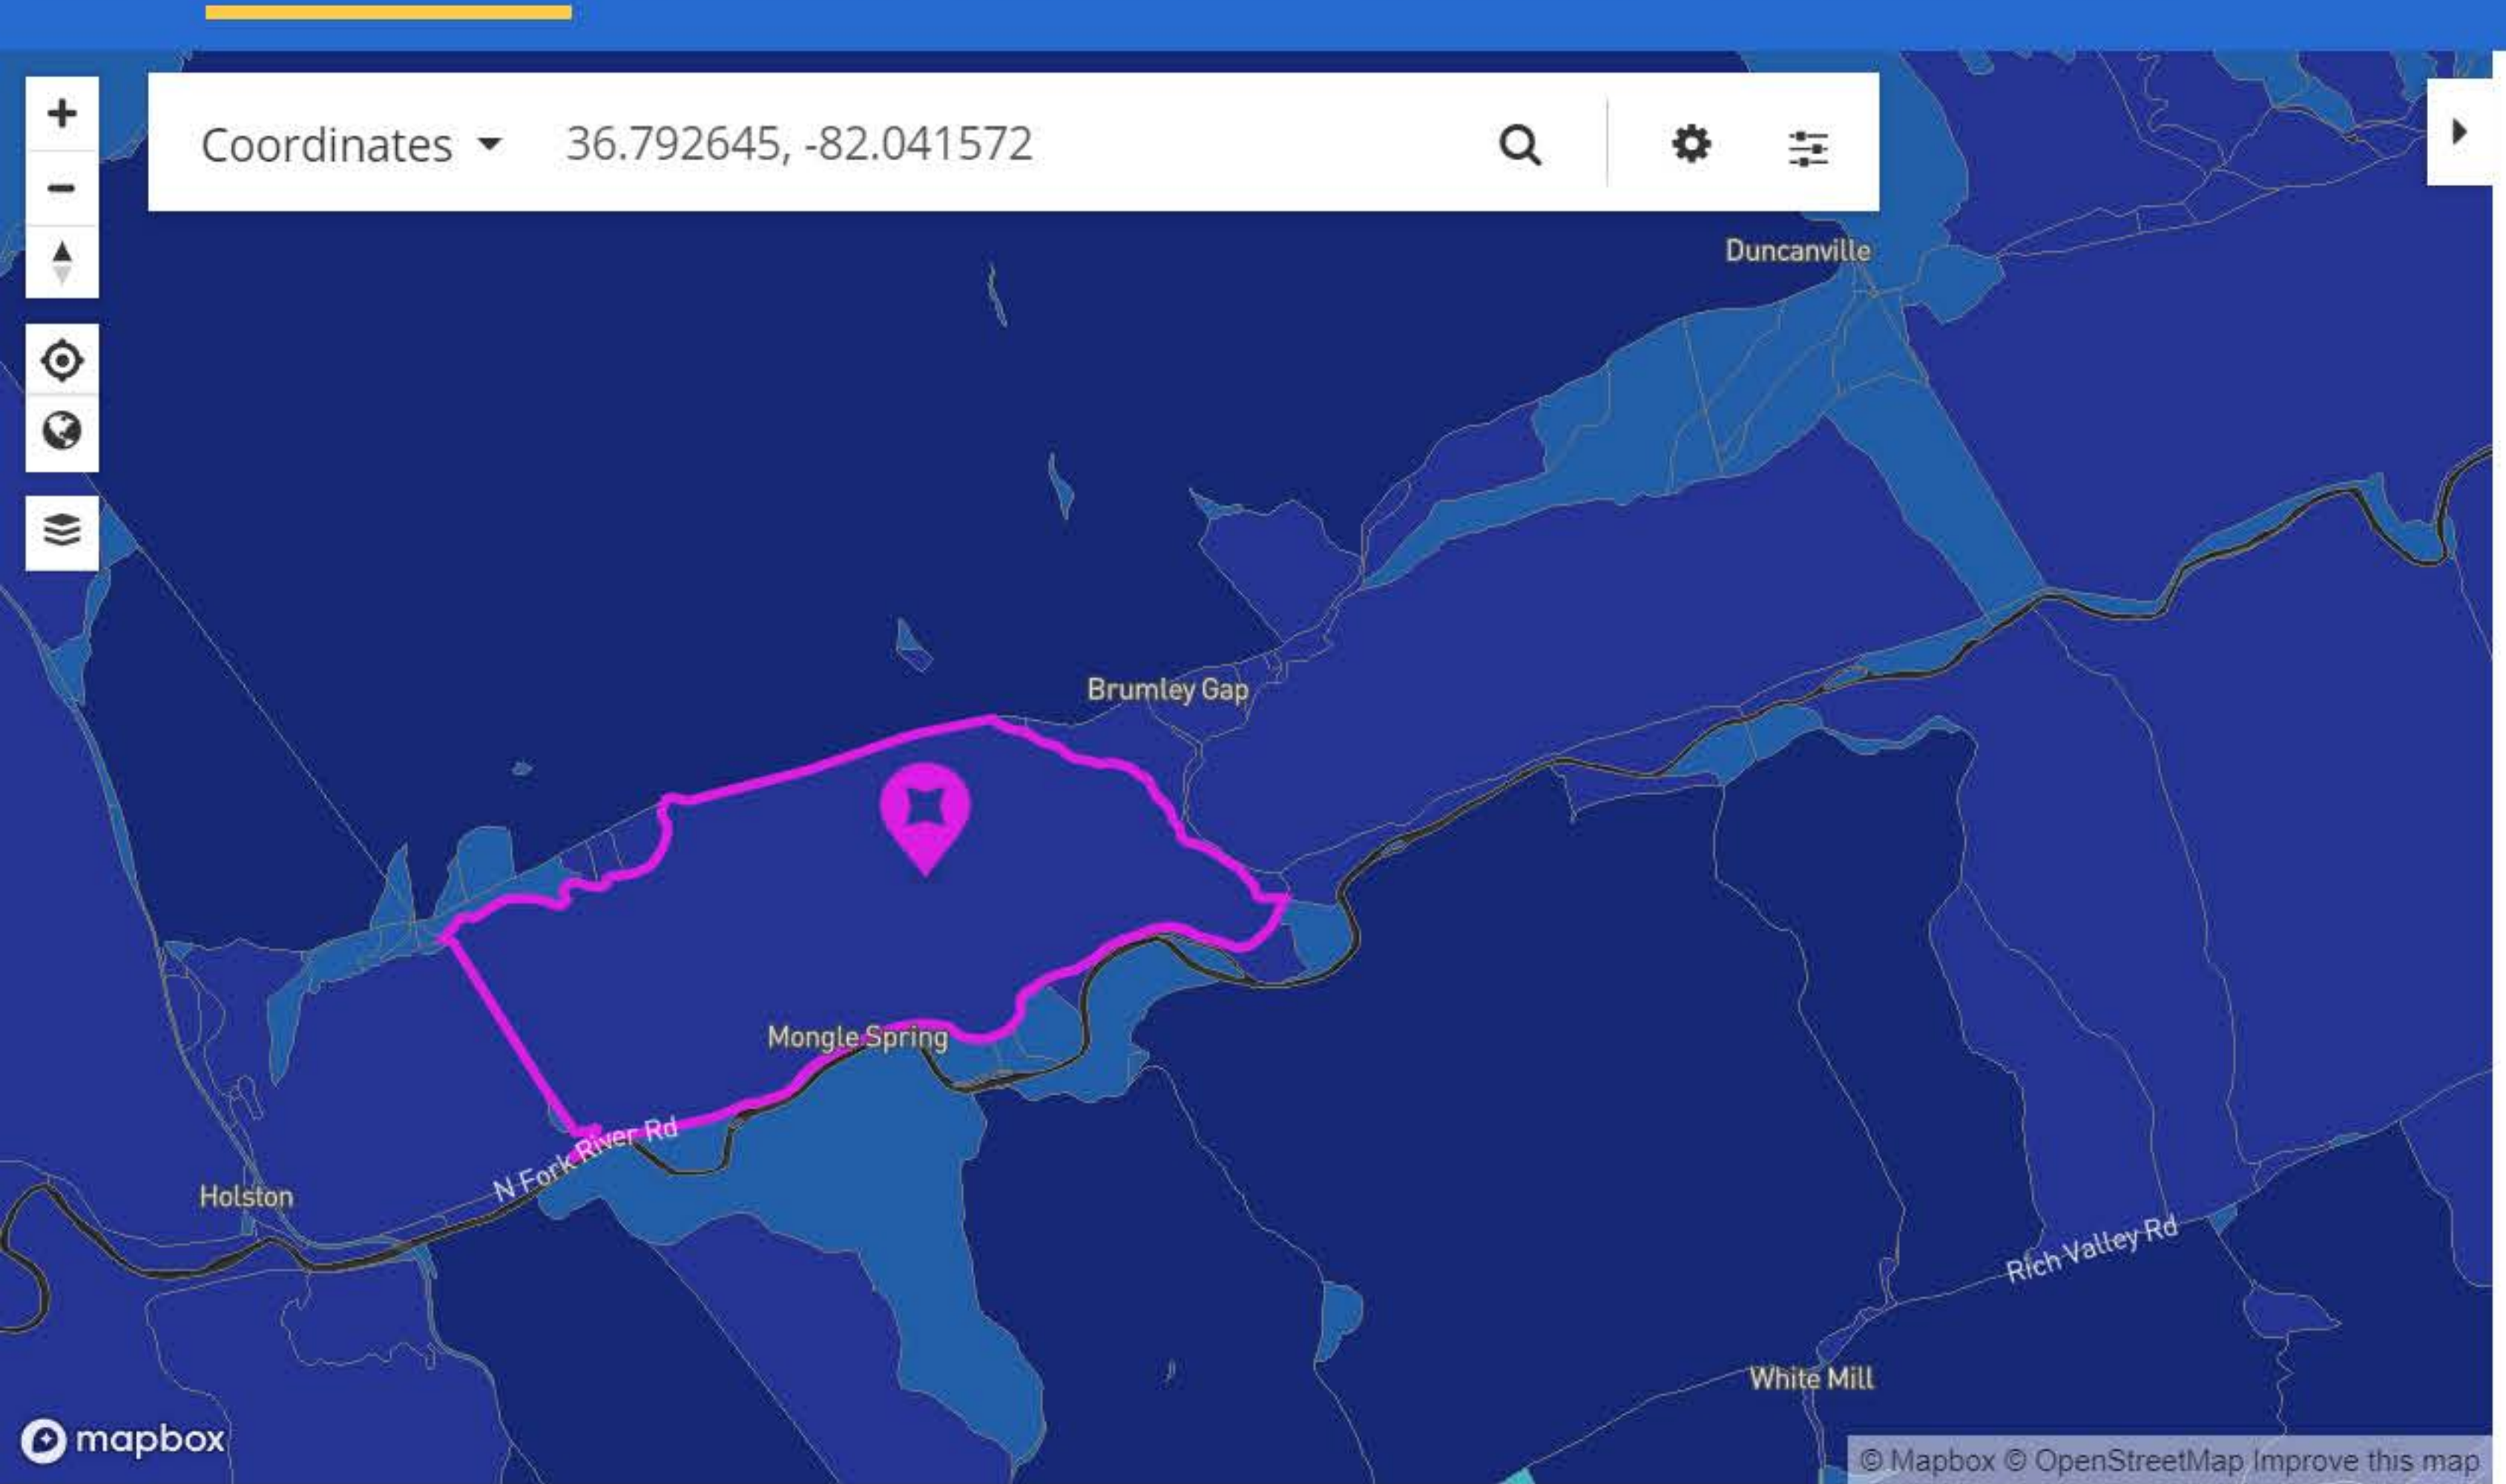 Coordinates 36.792645, -82.041572
Duncanville
Brumley Gap
Mongle Spring
N Fork River Rd
Holston
Rich Valley Rd
White Mill
mapbox
© Mapbox © OpenStreetMap Improve this map